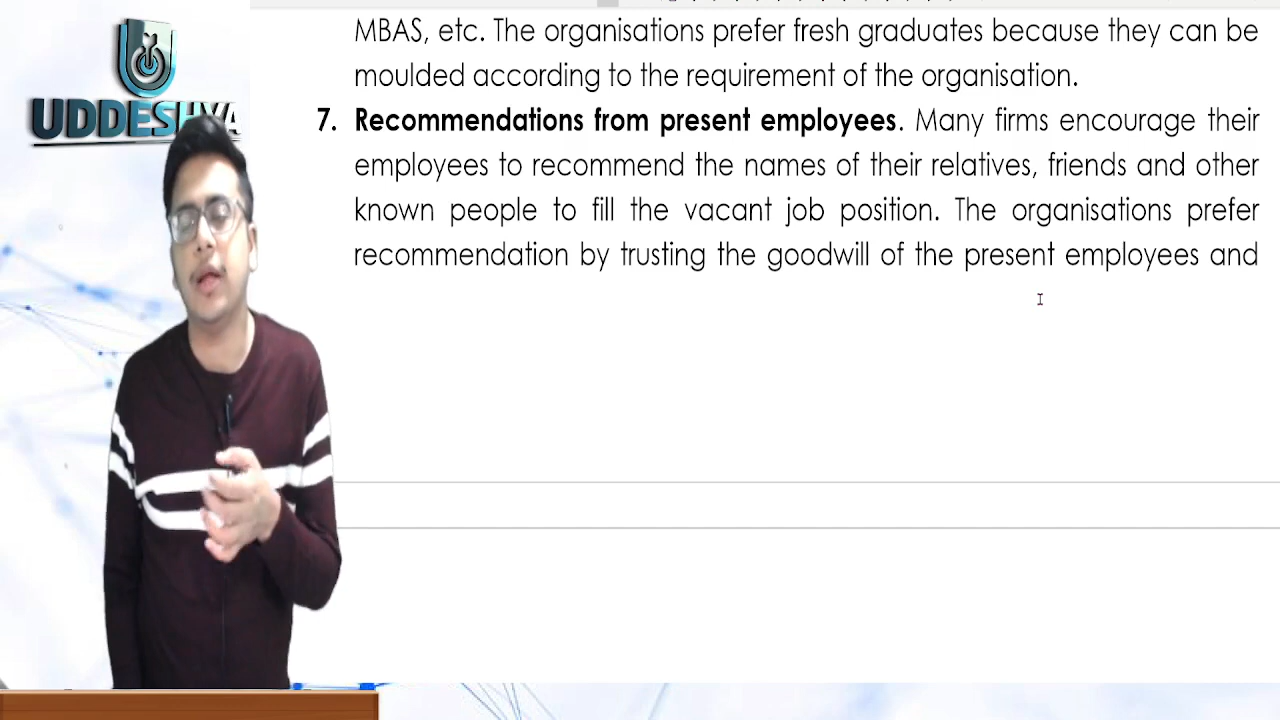 MBAS, etc. The organisations prefer fresh graduates because they can be
moulded according to the requirement of the organisation.
UDDESHYA
7. Recommendations from present employees. Many firms encourage their
employees to recommend the names of their relatives, friends and other
known people to fill the vacant job position. The organisations prefer
recommendation by trusting the goodwill of the present employees and